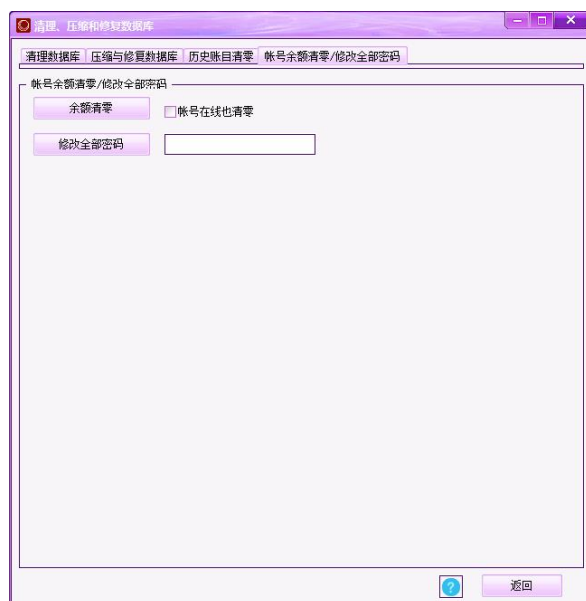 清理、压缩和修复数据库
清理数据库 压缩与修复数据库 历史账目清零 帐号余额清零/修改全部密码
帐号余额清零/修改全部密码
余额清零 帐号在线也清零
修改全部密码
? 返回